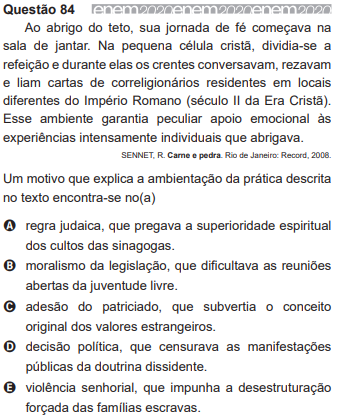 Questão 84 enem2020enem2020enem2020
Ao abrigo do teto, sua jornada de fé começava na
sala de jantar. Na pequena célula cristã, dividia-se a
refeição e durante elas os crentes conversavam, rezavam
e liam cartas de correligionários residentes em locais
diferentes do Império Romano (século II da Era Cristã).
Esse ambiente garantia peculiar apoio emocional às
experiências intensamente individuais que abrigava.
SENNET, R. Carne e pedra. Rio de Janeiro: Record, 2008.
Um motivo que explica a ambientação da prática descrita
no texto encontra-se no(a)
A regra judaica, que pregava a superioridade espiritual
dos cultos das sinagogas.
B moralismo da legislação, que dificultava as reuniões
abertas da juventude livre.
C adesão do patriciado, que subvertia o conceito
original dos valores estrangeiros.
D decisão política, que censurava as manifestações
públicas da doutrina dissidente.
E violência senhorial, que impunha a desestruturação
forçada das famílias escravas.